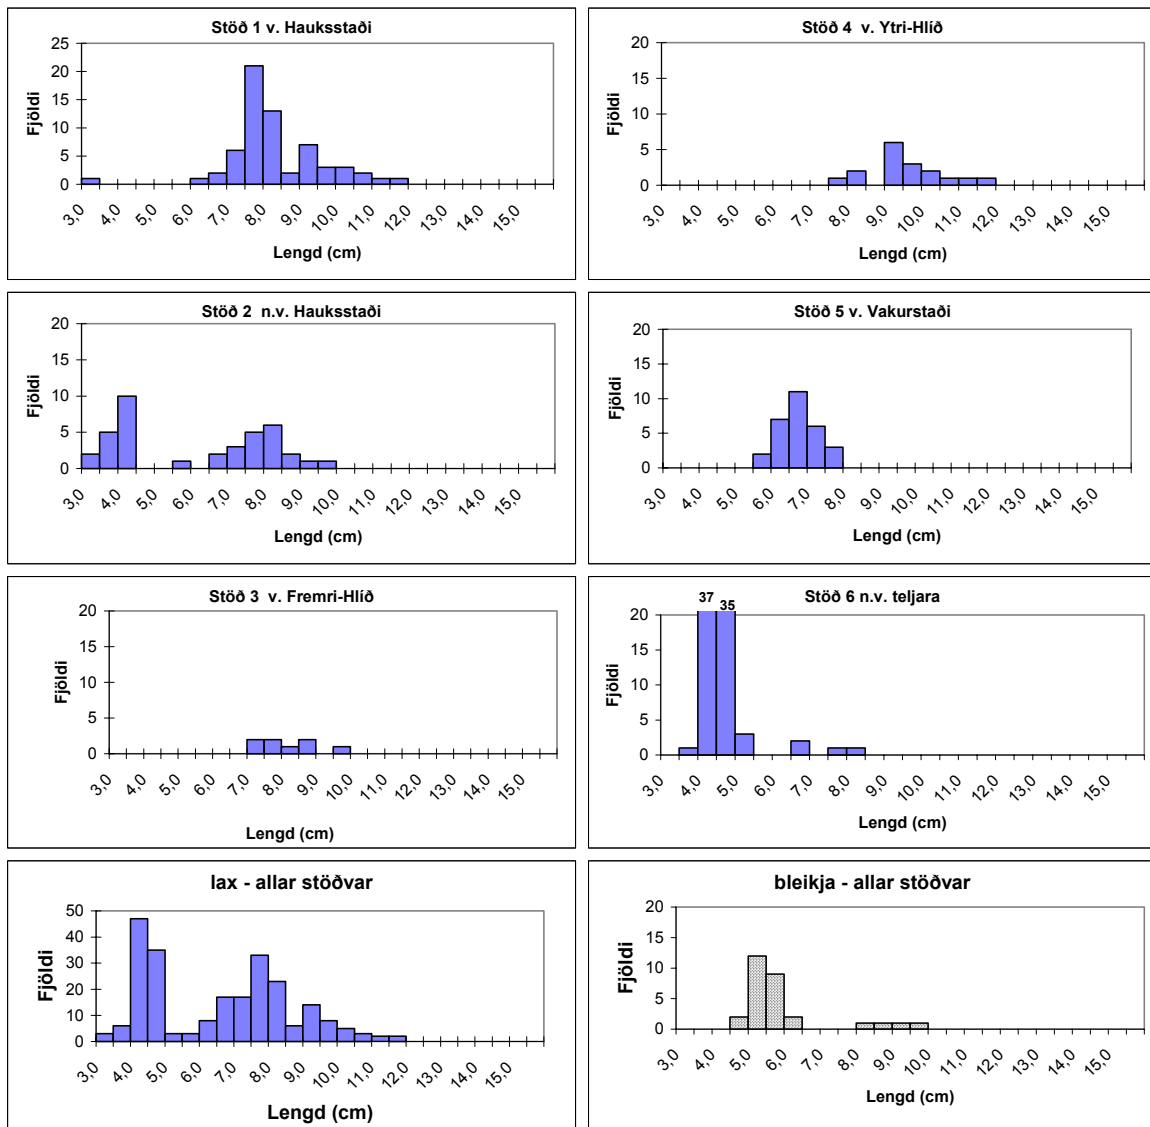 Stöð 1 v. Hauksstaði
25
20
15
10
5
0
Fjöldi
3,0 4,0 5,0 6,0 7,0 8,0 9,0 10,0 11,0 12,0 13,0 14,0 15,0
Lengd (cm)
Stöð 4 v. Ytri-Hlíð
20
15
10
5
0
Fjöldi
3,0 4,0 5,0 6,0 7,0 8,0 9,0 10,0 11,0 12,0 13,0 14,0 15,0
Lengd (cm)
Stöð 2 n.v. Hauksstaði
20
15
10
5
0
Fjöldi
3,0 4,0 5,0 6,0 7,0 8,0 9,0 10,0 11,0 12,0 13,0 14,0 15,0
Lengd (cm)
Stöð 5 v. Vakurstaði
20
15
10
5
0
Fjöldi
3,0 4,0 5,0 6,0 7,0 8,0 9,0 10,0 11,0 12,0 13,0 14,0 15,0
Lengd (cm)
Stöð 3 v. Fremri-Hlíð
20
15
10
5
0
Fjöldi
3,0 4,0 5,0 6,0 7,0 8,0 9,0 10,0 11,0 12,0 13,0 14,0 15,0
Lengd (cm)
Stöð 6 n.v. teljara
37 35
20
15
10
5
0
Fjöldi
3,0 4,0 5,0 6,0 7,0 8,0 9,0 10,0 11,0 12,0 13,0 14,0 15,0
Lengd (cm)
lax - allar stöðvar
50
40
30
20
10
0
Fjöldi
3,0 4,0 5,0 6,0 7,0 8,0 9,0 10,0 11,0 12,0 13,0 14,0 15,0
Lengd (cm)
bleikja - allar stöðvar
20
15
10
5
0
Fjöldi
3,0 4,0 5,0 6,0 7,0 8,0 9,0 10,0 11,0 12,0 13,0 14,0 15,0
Lengd (cm)